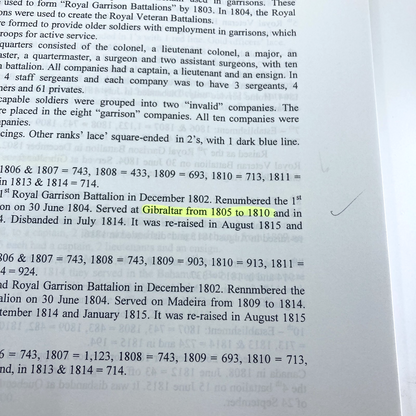 used to form "Royal Garrison Battalions" by 1803. In 1804, the Royal
ons were used to create the Royal Veteran Battalions.
re formed to provide older soldiers with employment in garrisons, which
roops for active service.
quarters consisted of the colonel, a lieutenant colonel, a major, an
aster, a quartermaster, a surgeon and two assistant surgeons, with ten
n battalion. All companies had a captain, a lieutenant and an ensign. In
4 staff sergeants and each company was to have 3 sergeants, 4
ners and 61 privates.
capable soldiers were grouped into two "invalid" companies. The
re placed in the eight "garrison" companies. All ten companies were
panies.
cings. Other ranks' lace' square-ended in 2's, with 1 dark blue line.
1806 & 1807 = 743, 1808 = 433, 1809 = 693, 1810 = 713, 1811 =
in 1813 & 1814 = 714.
1st Royal Garrison Battalion in December 1802. Renumbered the 1st
on on 30 June 1804. Served at Gibraltar from 1805 to 1810 and in
4. Disbanded in July 1814. It was re-raised in August 1815 and
806 & 1807 = 743, 1808 = 743, 1809 = 903, 1810 = 913, 1811 =
4 = 924.
nd Royal Garrison Battalion in December 1802. Rennmbered the
alion on 30 June 1804. Served on Madeira from 1809 to 1814.
tember 1814 and January 1815. It was re-raised in August 1815
6 = 743, 1807 = 1,123, 1808 = 743, 1809 = 693, 1810 = 713,
nd, in 1813 & 1814 = 714.